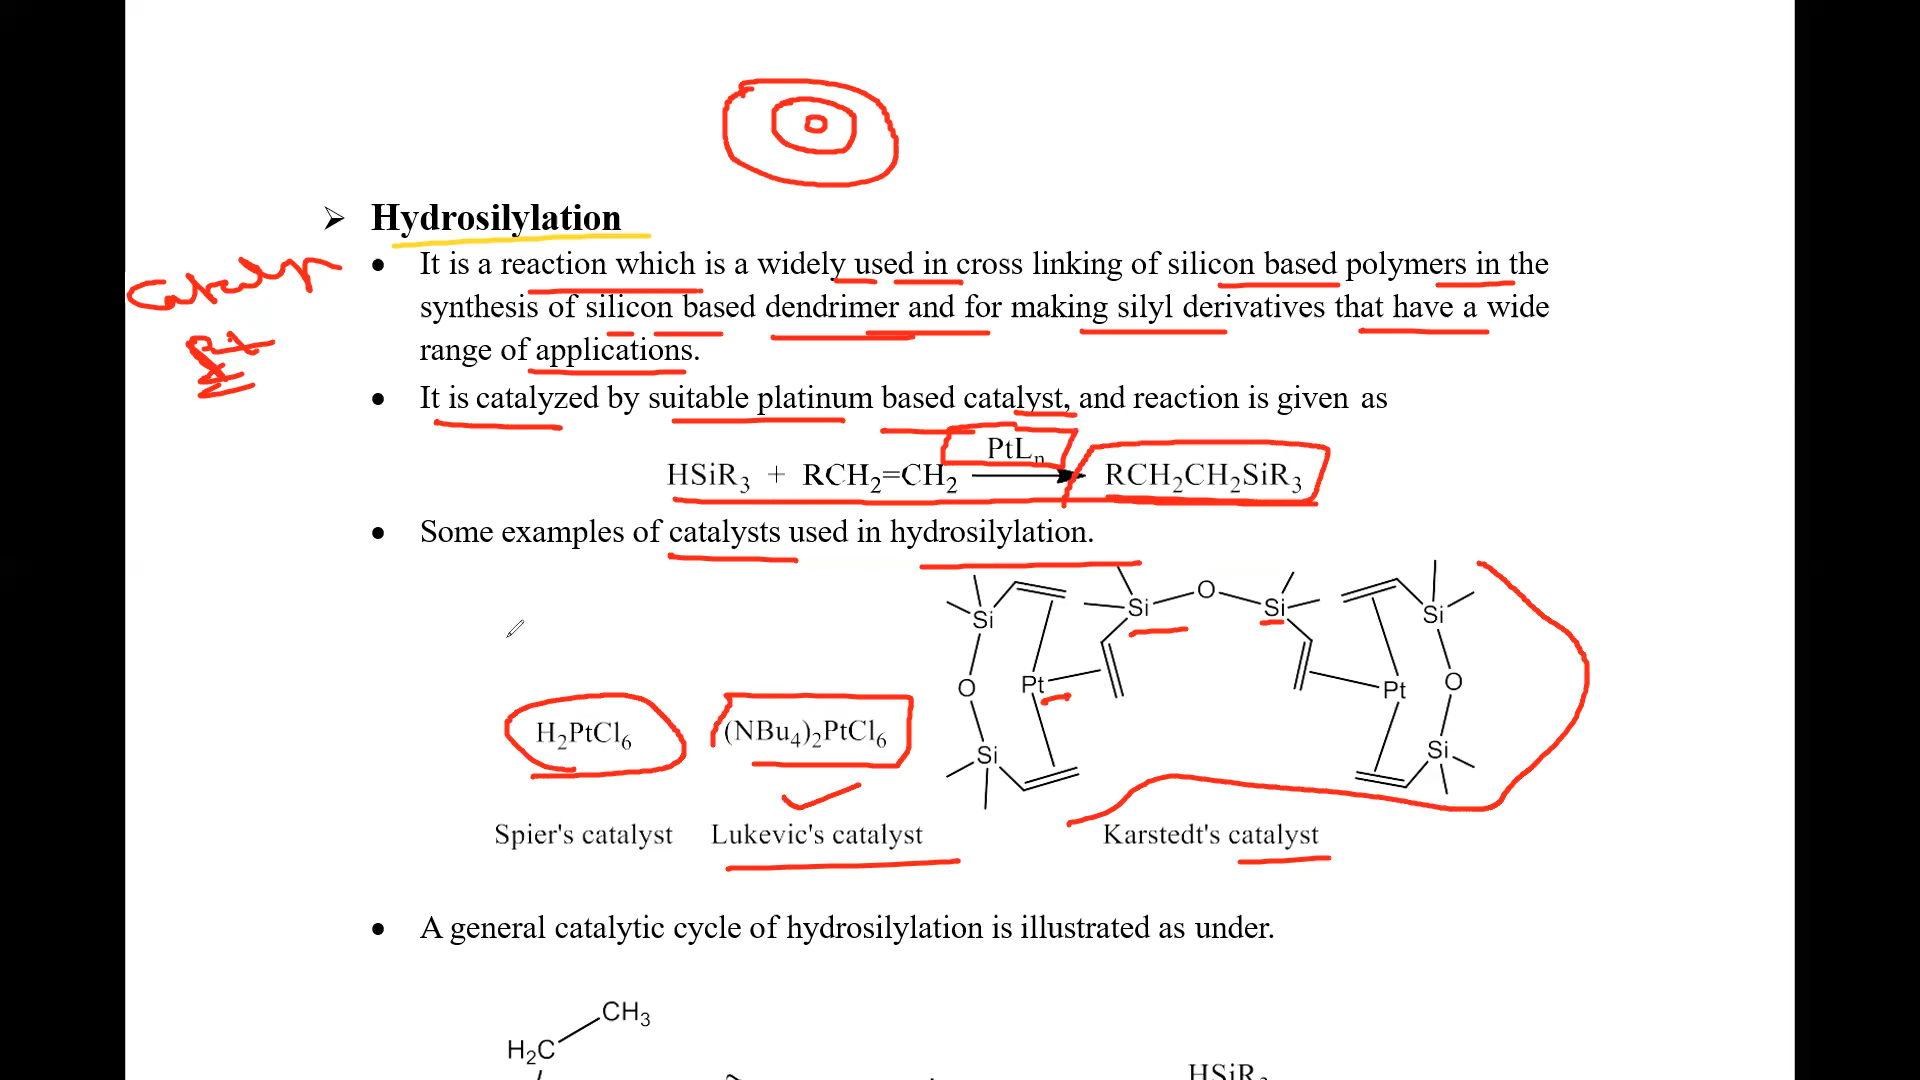 ➢ Hydrosilylation
• It is a reaction which is a widely used in cross linking of silicon based polymers in the
synthesis of silicon based dendrimer and for making silyl derivatives that have a wide
range of applications.
Catalyst
Pt
• It is catalyzed by suitable platinum based catalyst, and reaction is given as
PtLₙ
HSiR₃ + RCH₂=CH₂ RCH₂CH₂SiR₃
• Some examples of catalysts used in hydrosilylation.
Si Si O Si Si
O Pt Pt O
H₂PtCl₆ (NBu₄)₂PtCl₆ Si Si
Spier's catalyst Lukevic's catalyst Karstedt's catalyst
• A general catalytic cycle of hydrosilylation is illustrated as under.
CH₃
H₂C
HSiR₃